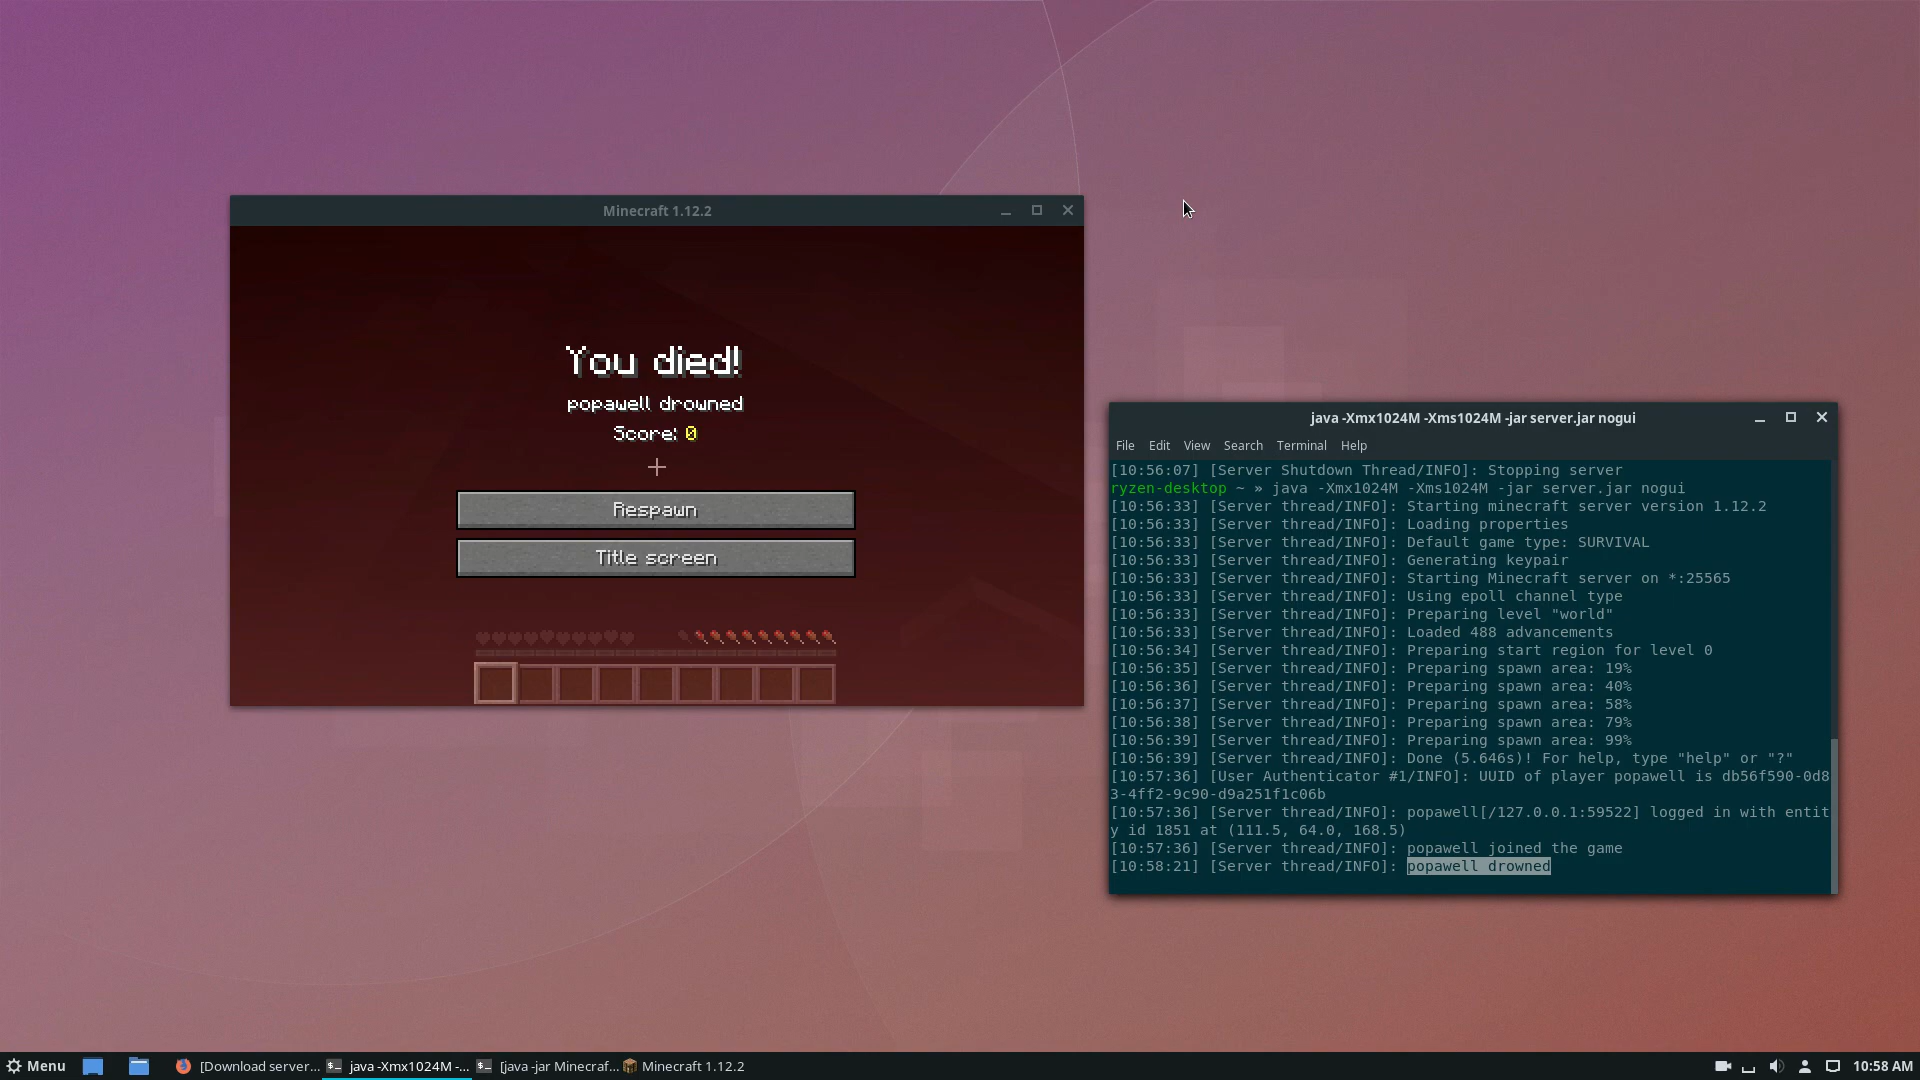 Minecraft 1.12.2
You died!
popawell drowned
Score: 0
Respawn
Title screen
java -Xmx1024M -Xms1024M -jar server.jar nogui
File Edit View Search Terminal Help
[10:56:07] [Server Shutdown Thread/INFO]: Stopping server
ryzen-desktop ~ » java -Xmx1024M -Xms1024M -jar server.jar nogui
[10:56:33] [Server thread/INFO]: Starting minecraft server version 1.12.2
[10:56:33] [Server thread/INFO]: Loading properties
[10:56:33] [Server thread/INFO]: Default game type: SURVIVAL
[10:56:33] [Server thread/INFO]: Generating keypair
[10:56:33] [Server thread/INFO]: Starting Minecraft server on *:25565
[10:56:33] [Server thread/INFO]: Using epoll channel type
[10:56:33] [Server thread/INFO]: Preparing level "world"
[10:56:33] [Server thread/INFO]: Loaded 488 advancements
[10:56:34] [Server thread/INFO]: Preparing start region for level 0
[10:56:35] [Server thread/INFO]: Preparing spawn area: 19%
[10:56:36] [Server thread/INFO]: Preparing spawn area: 40%
[10:56:37] [Server thread/INFO]: Preparing spawn area: 58%
[10:56:38] [Server thread/INFO]: Preparing spawn area: 79%
[10:56:39] [Server thread/INFO]: Preparing spawn area: 99%
[10:56:39] [Server thread/INFO]: Done (5.646s)! For help, type "help" or "?"
[10:57:36] [User Authenticator #1/INFO]: UUID of player popawell is db56f590-0d8
3-4ff2-9c90-d9a251f1c06b
[10:57:36] [Server thread/INFO]: popawell[/127.0.0.1:59522] logged in with entit
y id 1851 at (111.5, 64.0, 168.5)
[10:57:36] [Server thread/INFO]: popawell joined the game
[10:58:21] [Server thread/INFO]: popawell drowned
Menu [Download server... java -Xmx1024M -... [java -jar Minecraf... Minecraft 1.12.2 10:58 AM